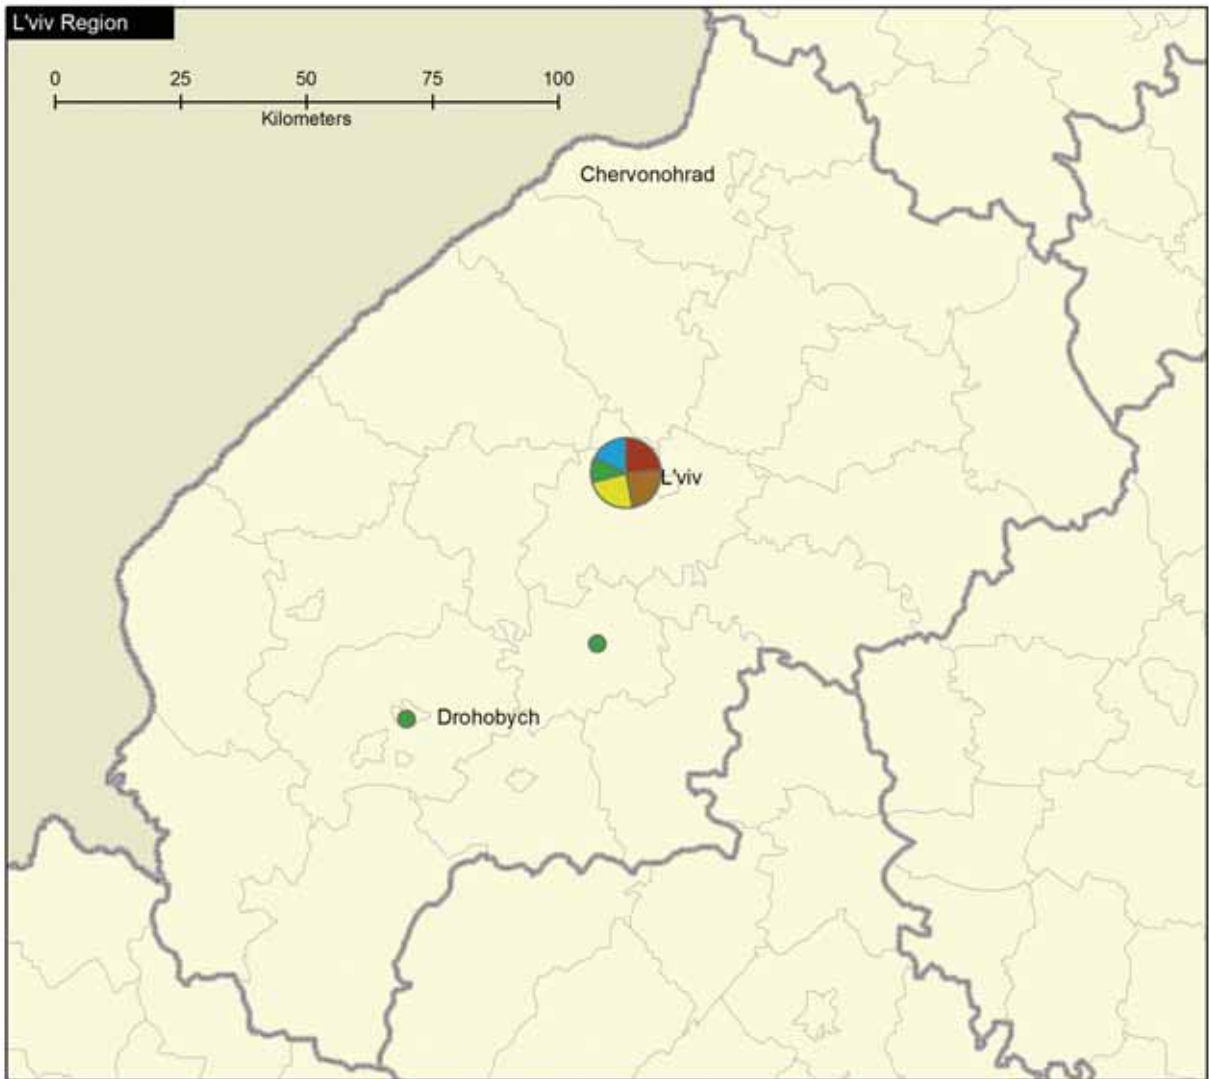 L'viv Region
0 25 50 75 100
Kilometers
Chervonohrad
L'viv
Drohobych